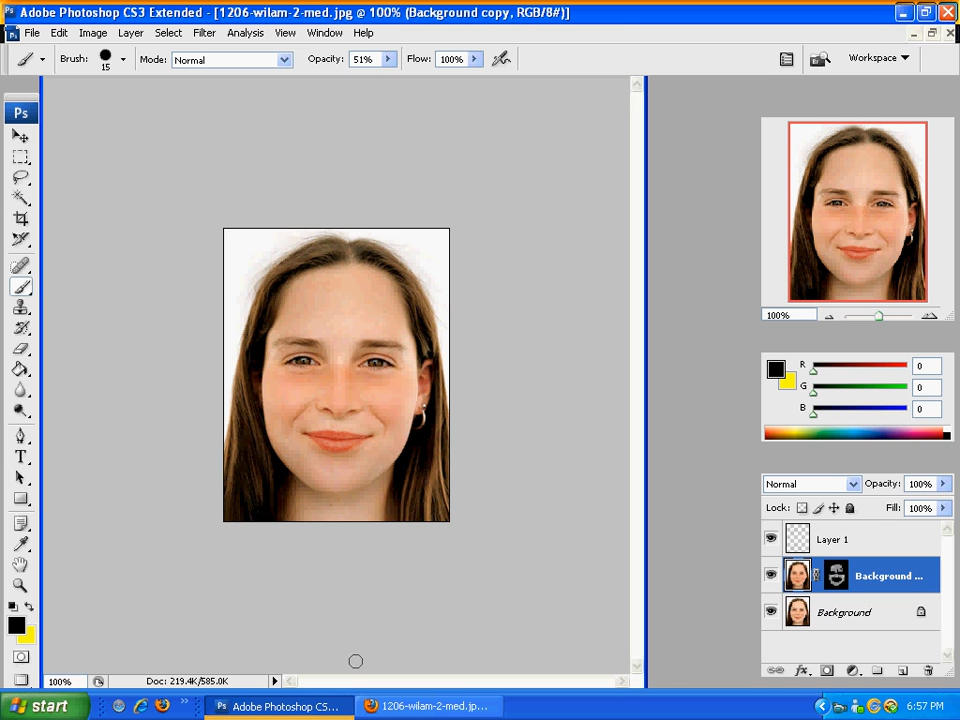 Adobe Photoshop CS3 Extended - [1206-wilam-2-med.jpg @ 100% (Background copy, RGB/8#)]
Ps File Edit Image Layer Select Filter Analysis View Window Help
Brush: 15 Mode: Normal Opacity: 51% Flow: 100% Workspace
Ps
T
100%
R 0
G 0
B 0
Normal Opacity: 100%
Lock: Fill: 100%
Layer 1
Background ...
Background
100% Doc: 219.4K/585.0K
start Ps Adobe Photoshop CS... 1206-wilam-2-med.jp... 6:57 PM